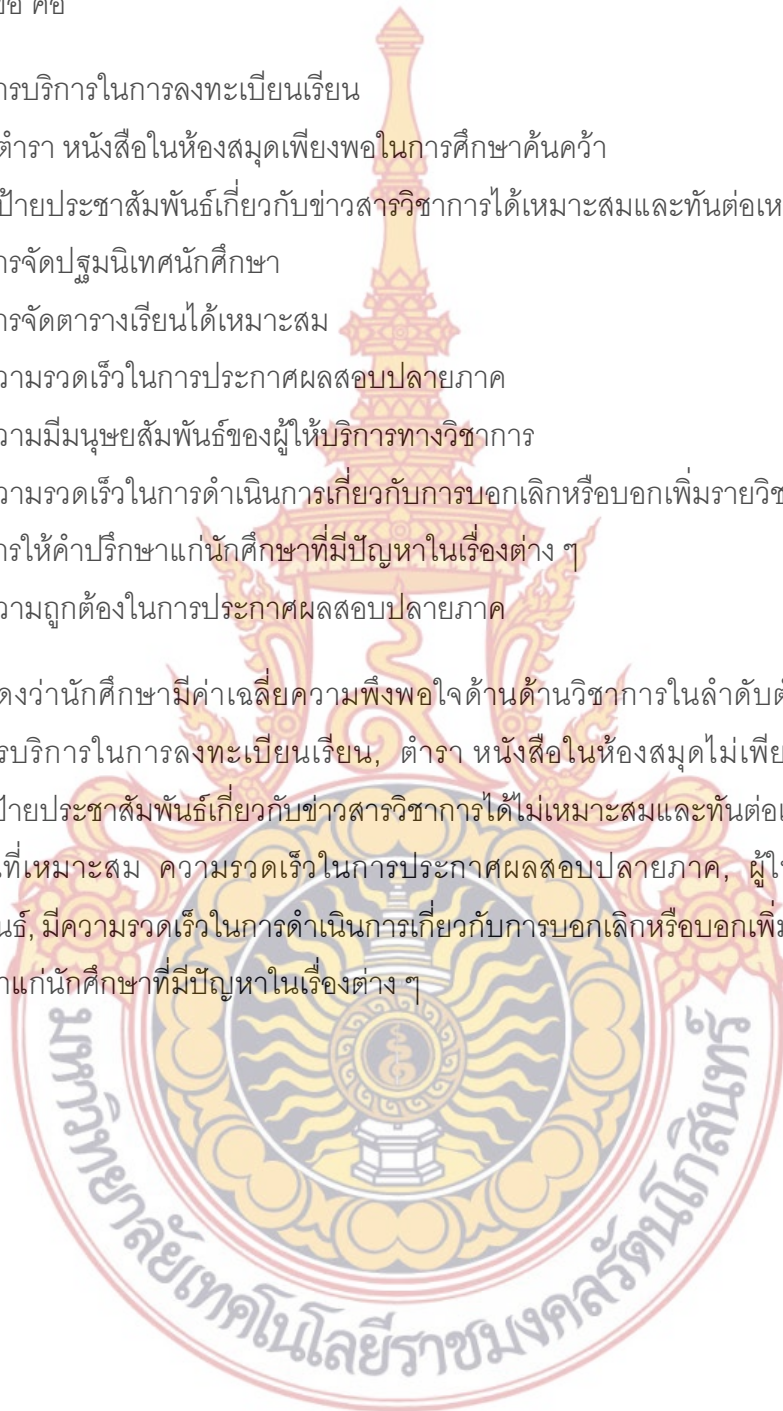 คือ
การบริการในการลงทะเบียนเรียน
ตำรา หนังสือในห้องสมุดเพียงพอในการศึกษาค้นคว้า
ป้ายประชาสัมพันธ์เกี่ยวกับข่าวสารวิชาการได้เหมาะสมและทันต่อเห
การจัดปฐมนิเทศนักศึกษา
การจัดตารางเรียนได้เหมาะสม
ความรวดเร็วในการประกาศผลสอบปลายภาค
ความมีมนุษยสัมพันธ์ของผู้ให้บริการทางวิชาการ
ความรวดเร็วในการดำเนินการเกี่ยวกับการบอกเลิกหรือบอกเพิ่มรายวิช
การให้คำปรึกษาแก่นักศึกษาที่มีปัญหาในเรื่องต่าง ๆ
ความถูกต้องในการประกาศผลสอบปลายภาค
ดงว่านักศึกษามีค่าเฉลี่ยความพึงพอใจด้านด้านวิชาการในลำดับต่
รบริการในการลงทะเบียนเรียน, ตำรา หนังสือในห้องสมุดไม่เพีย
ป้ายประชาสัมพันธ์เกี่ยวกับข่าวสารวิชาการได้ไม่เหมาะสมและทันต่อเ
นที่เหมาะสม ความรวดเร็วในการประกาศผลสอบปลายภาค, ผู้ให
นธ์, มีความรวดเร็วในการดำเนินการเกี่ยวกับการบอกเลิกหรือบอกเพิ่ม
าแก่นักศึกษาที่มีปัญหาในเรื่องต่าง ๆ
มหาวิทยาลัยเทคโนโลยีราชมงคลรัตนโกสินทร์